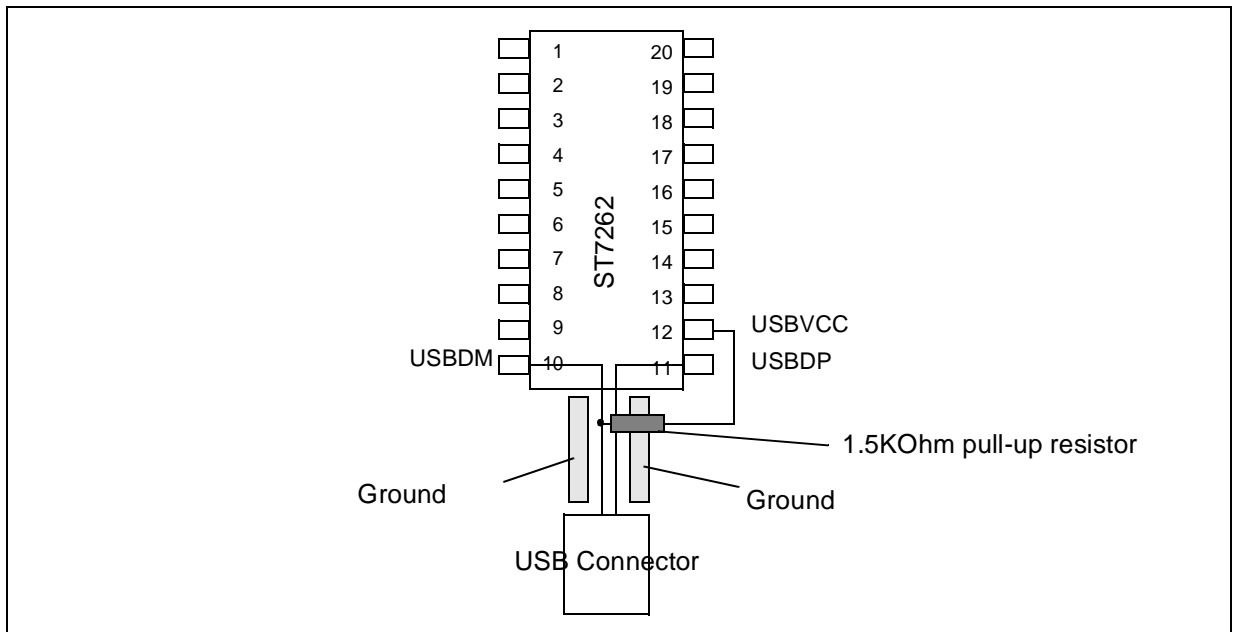 1 20
2 19
3 18
4 17
5 16
6 15
7 14
8 13
9 12
10 11
ST7262
USBVCC
USBDM
USBDP
1.5KOhm pull-up resistor
Ground
Ground
USB Connector